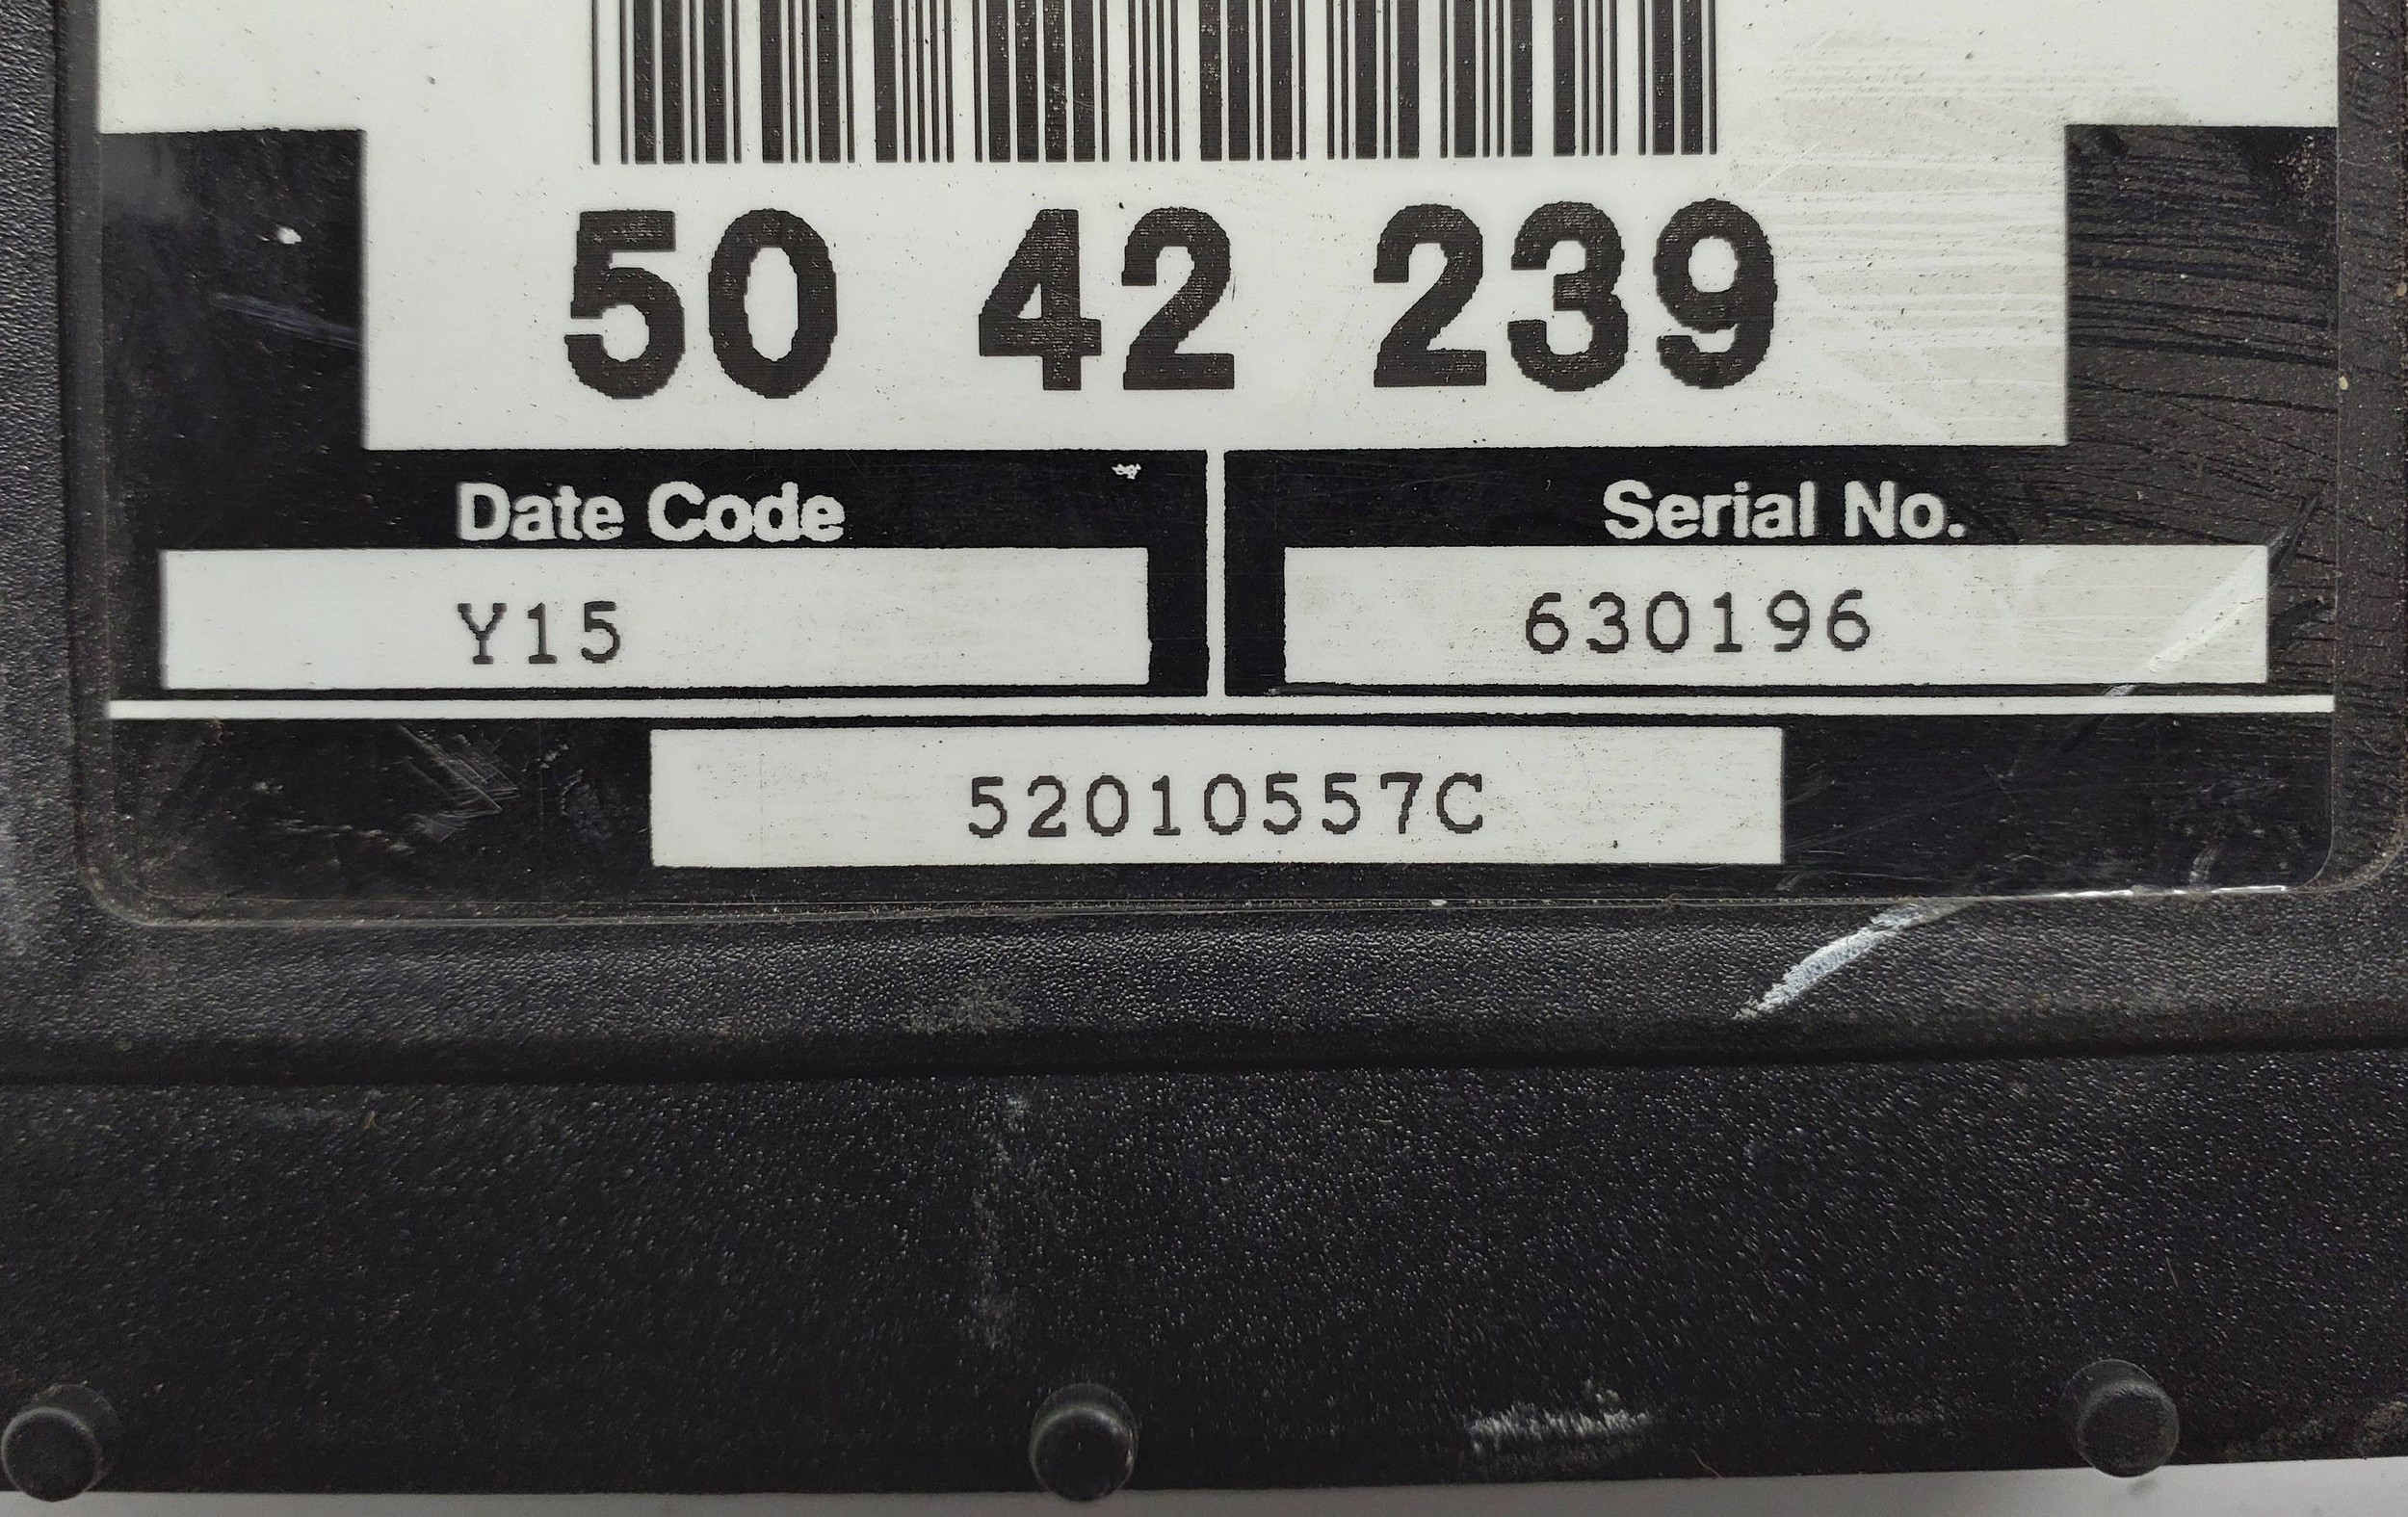 50 42 239
Date Code
Serial No.
Y15
630196
52010557C